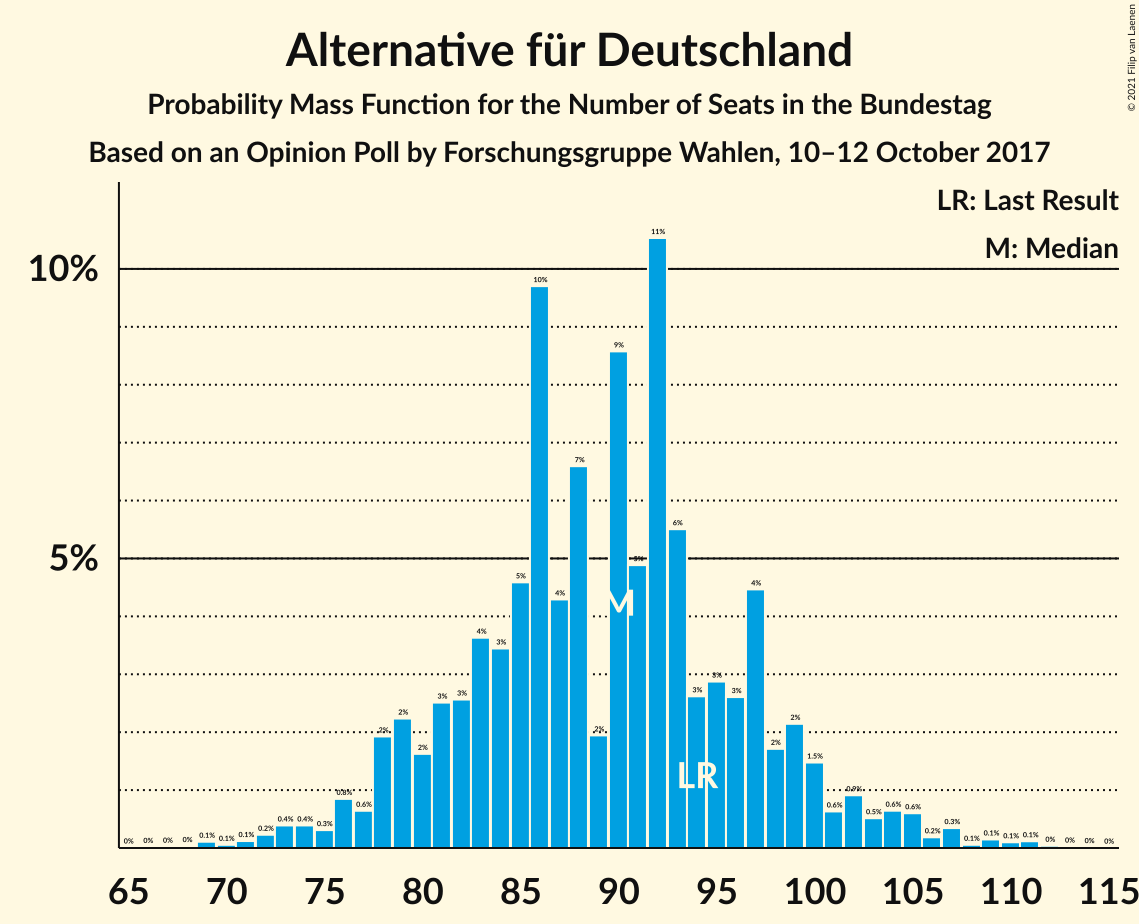 Alternative für Deutschland
Probability Mass Function for the Number of Seats in the Bundestag
Based on an Opinion Poll by Forschungsgruppe Wahlen, 10–12 October 2017
© 2021 Filip van Laenen
LR: Last Result
M: Median
10%
5%
0% 0% 0% 0% 0.1% 0.1% 0.1% 0.2% 0.4% 0.4% 0.3% 0.8% 0.6% 2% 2% 2% 3% 3% 4% 3% 5% 10% 4% 7% 2% 9% 5% 11% 6% 3% 3% 3% 4% 2% 2% 1.5% 0.6% 0.9% 0.5% 0.6% 0.6% 0.2% 0.3% 0.1% 0.1% 0.1% 0.1% 0% 0% 0% 0%
M
LR
65 70 75 80 85 90 95 100 105 110 115